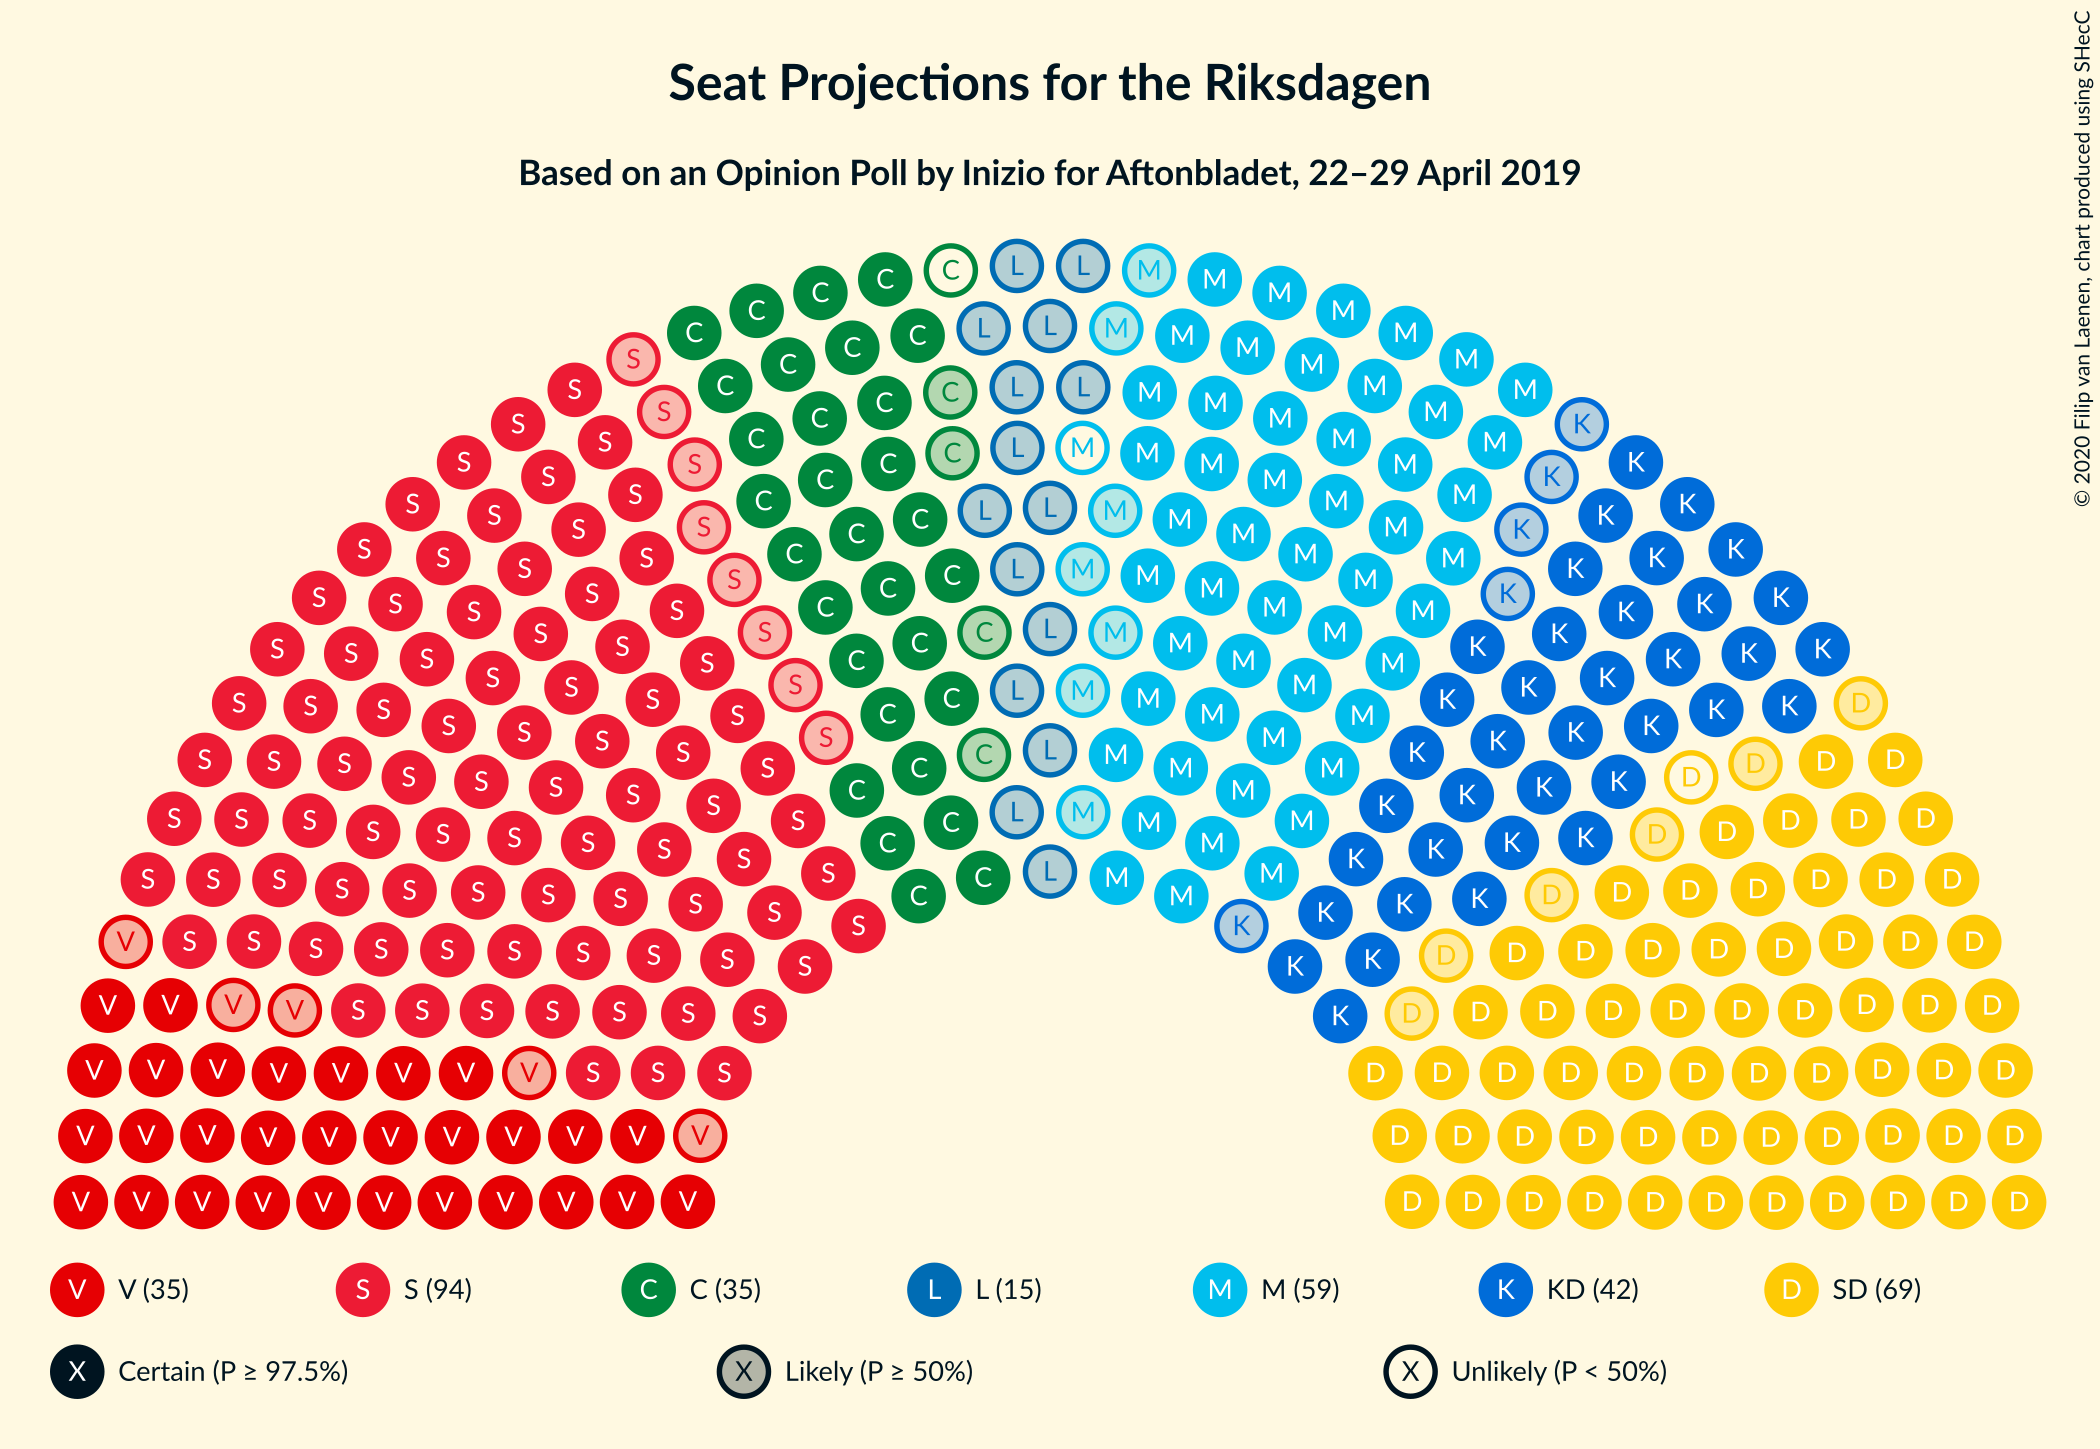 Seat Projections for the Riksdagen
Based on an Opinion Poll by Inizio for Aftonbladet, 22–29 April 2019
© 2020 Filip van Laenen, chart produced using SHecC
V V (35) S S (94) C C (35) L L (15) M M (59) K KD (42) D SD (69)
X Certain (P ≥ 97.5%) X Likely (P ≥ 50%) X Unlikely (P < 50%)